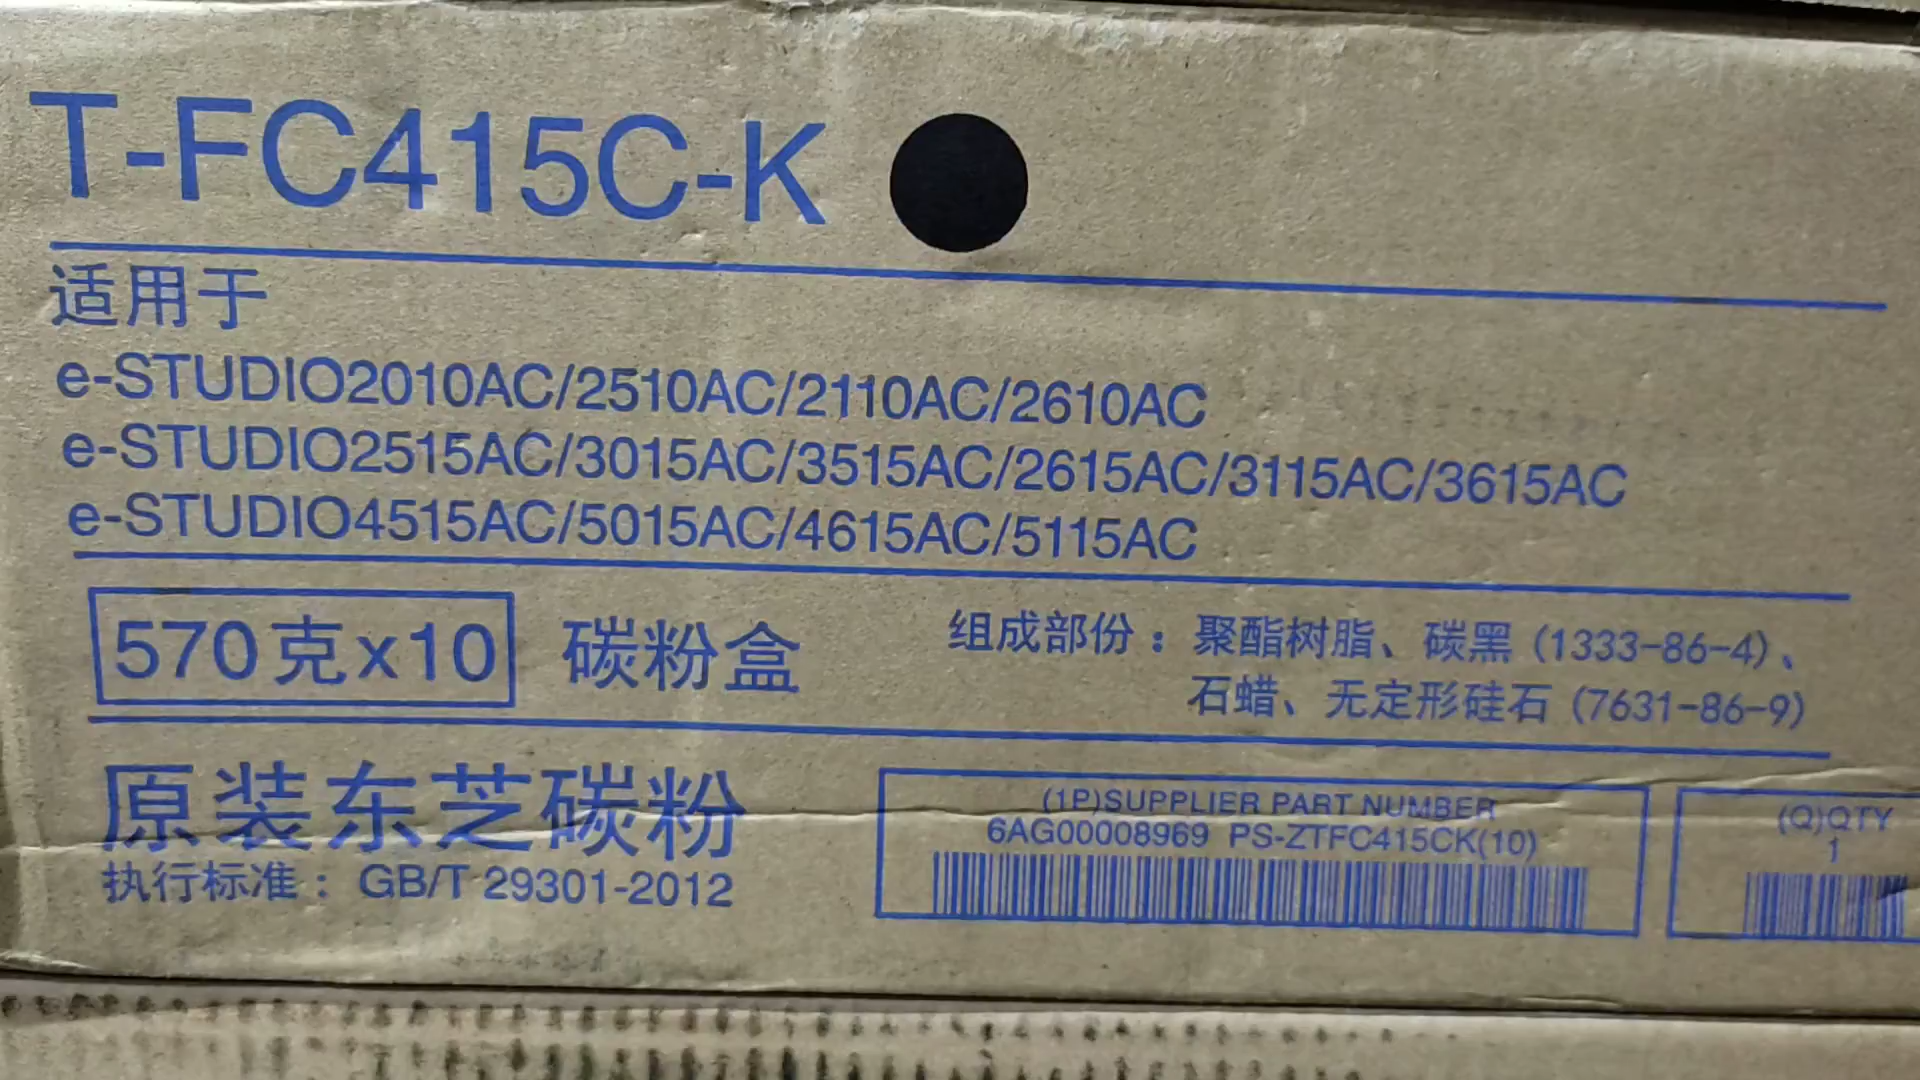 T-FC415C-K
适用于
e-STUDIO2010AC/2510AC/2110AC/2610AC
e-STUDIO2515AC/3015AC/3515AC/2615AC/3115AC/3615AC
e-STUDIO4515AC/5015AC/4615AC/5115AC
570克x10 碳粉盒
组成部份：聚酯树脂、碳黑 (1333-86-4)、
石蜡、无定形硅石 (7631-86-9)
原装东芝碳粉
执行标准：GB/T 29301-2012
(1P)SUPPLIER PART NUMBER
6AG00008969 PS-ZTFC415CK(10)
(Q)QTY
1